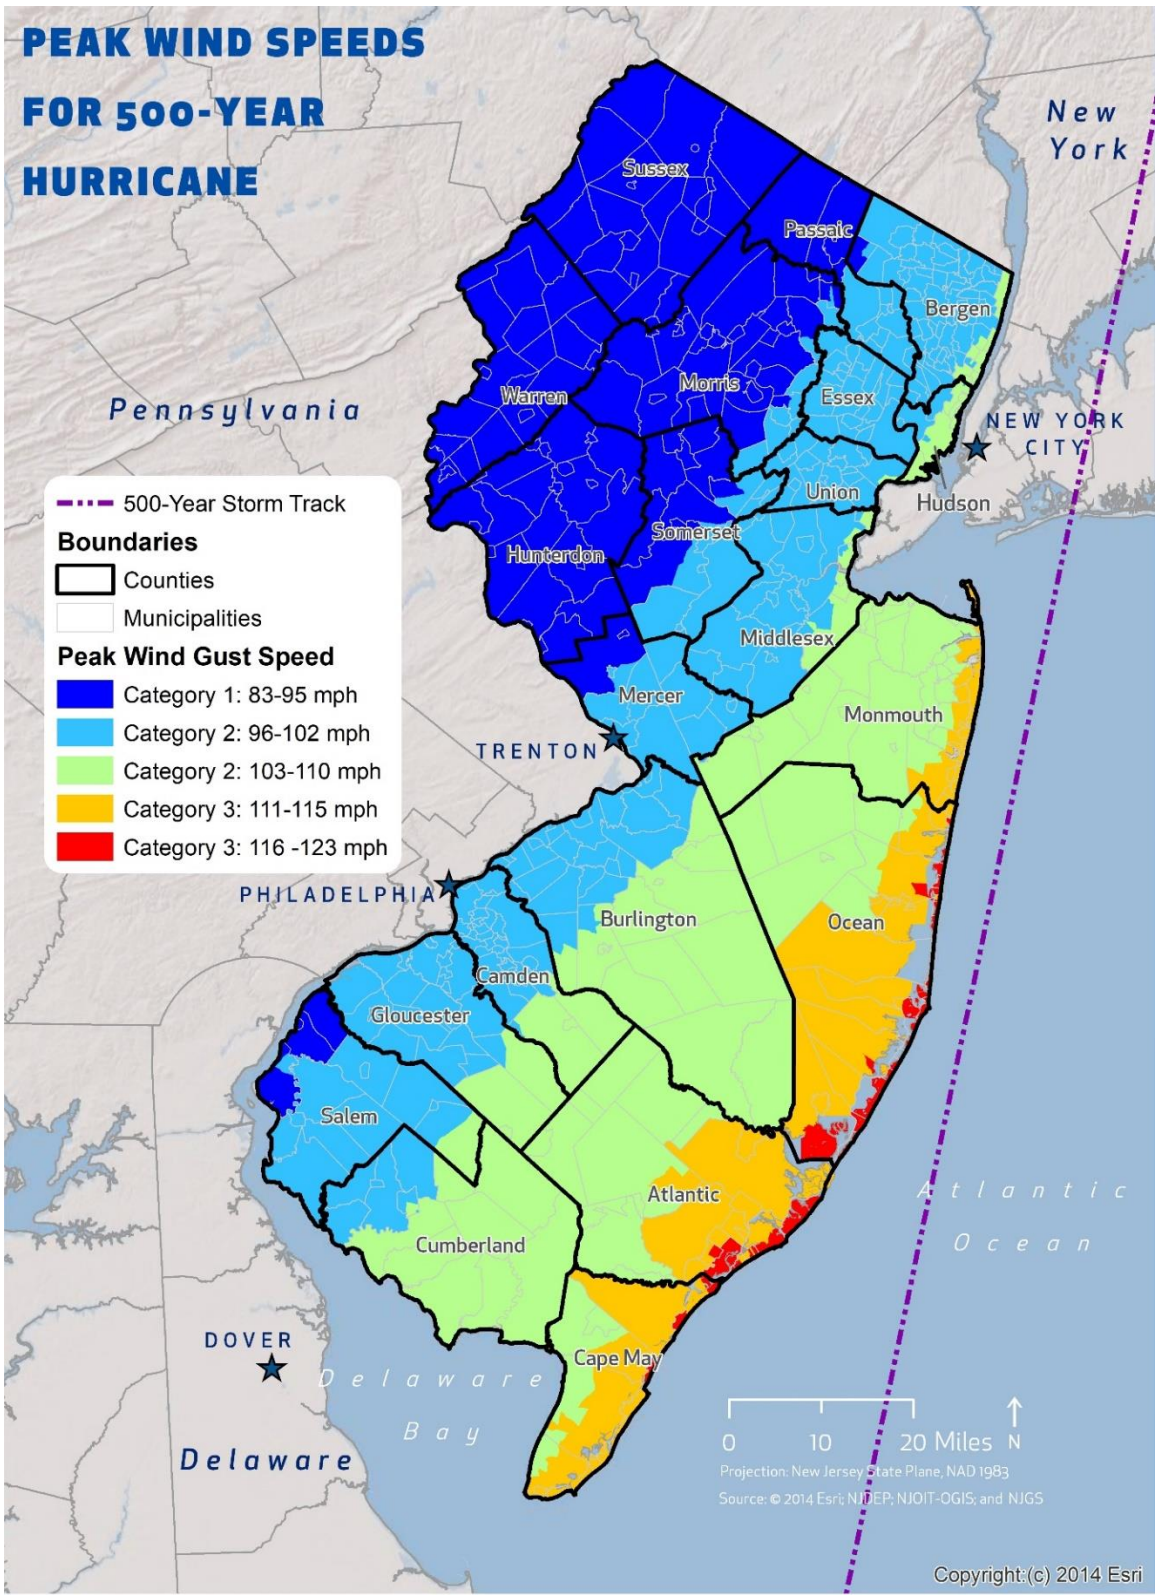 PEAK WIND SPEEDS
FOR 500-YEAR
HURRICANE
New
York
Sussex
Passaic
Bergen
Pennsylvania
Warren
Morris
Essex
NEW YORK
CITY
500-Year Storm Track
Boundaries
Counties
Municipalities
Peak Wind Gust Speed
Category 1: 83-95 mph
Category 2: 96-102 mph
Category 2: 103-110 mph
Category 3: 111-115 mph
Category 3: 116 -123 mph
Union
Hudson
Somerset
Hunterdon
Middlesex
Mercer
Monmouth
TRENTON
PHILADELPHIA
Burlington
Ocean
Camden
Gloucester
Salem
Atlantic
Atlantic
Ocean
Cumberland
DOVER
Cape May
Delaware
Bay
Delaware
0 10 20 Miles N
Projection: New Jersey State Plane, NAD 1983
Source: © 2014 Esri; NJDEP; NJOIT-OGIS; and NJGS
Copyright:(c) 2014 Esri